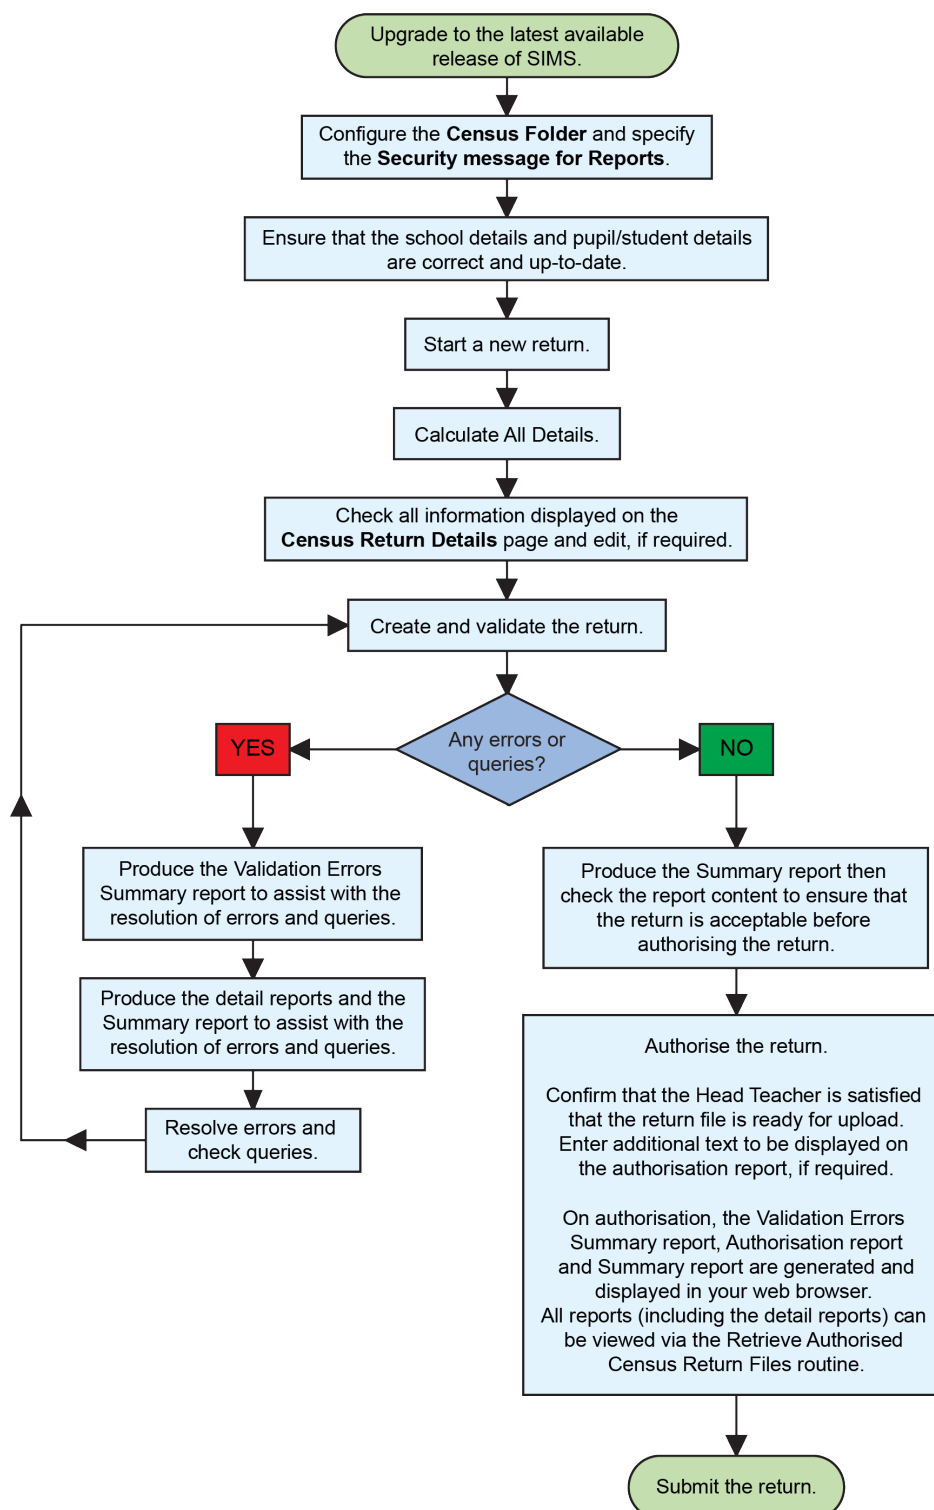 Upgrade to the latest available
release of SIMS.
Configure the Census Folder and specify
the Security message for Reports.
Ensure that the school details and pupil/student details
are correct and up-to-date.
Start a new return.
Calculate All Details.
Check all information displayed on the
Census Return Details page and edit, if required.
Create and validate the return.
Any errors or
queries?
YES
Produce the Validation Errors
Summary report to assist with the
resolution of errors and queries.
Produce the detail reports and the
Summary report to assist with the
resolution of errors and queries.
Resolve errors and
check queries.
NO
Produce the Summary report then
check the report content to ensure that
the return is acceptable before
authorising the return.
Authorise the return.
Confirm that the Head Teacher is satisfied
that the return file is ready for upload.
Enter additional text to be displayed on
the authorisation report, if required.
On authorisation, the Validation Errors
Summary report, Authorisation report
and Summary report are generated and
displayed in your web browser.
All reports (including the detail reports) can
be viewed via the Retrieve Authorised
Census Return Files routine.
Submit the return.